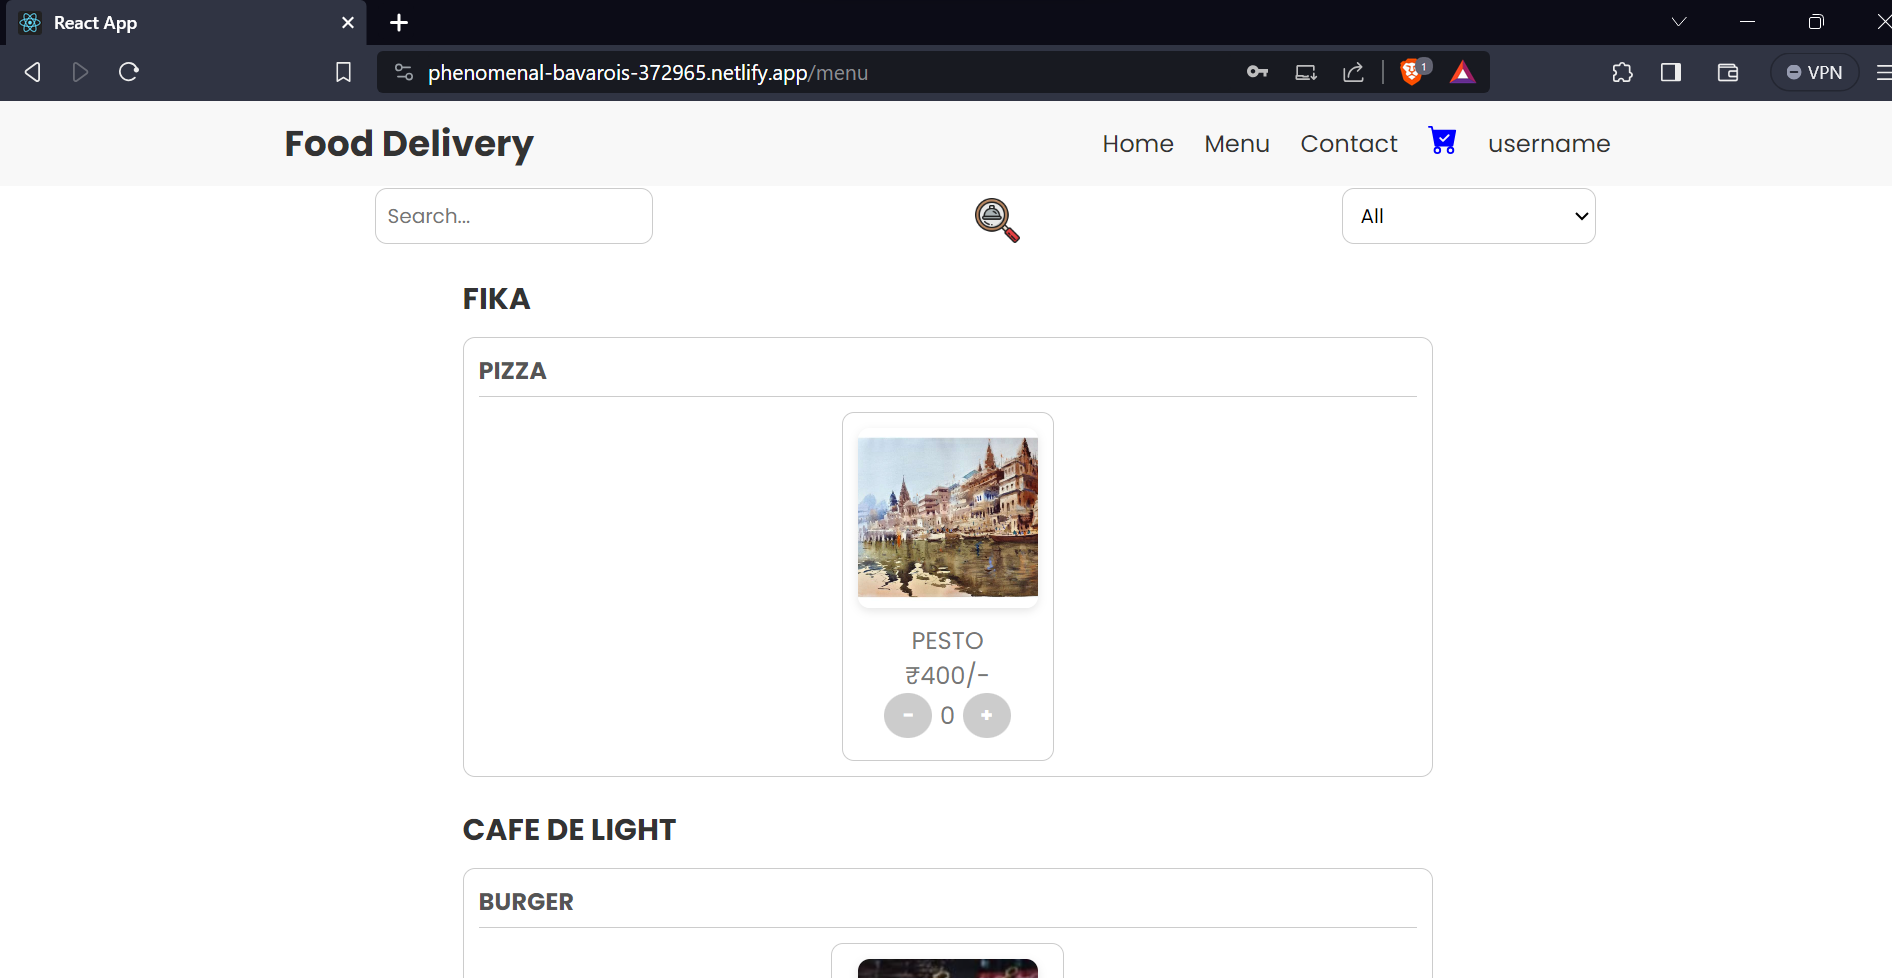 React App
phenomenal-bavarois-372965.netlify.app/menu
1
VPN
Food Delivery
Home
Menu
Contact
username
Search...
All
FIKA
PIZZA
PESTO
₹400/-
- 0 +
CAFE DE LIGHT
BURGER